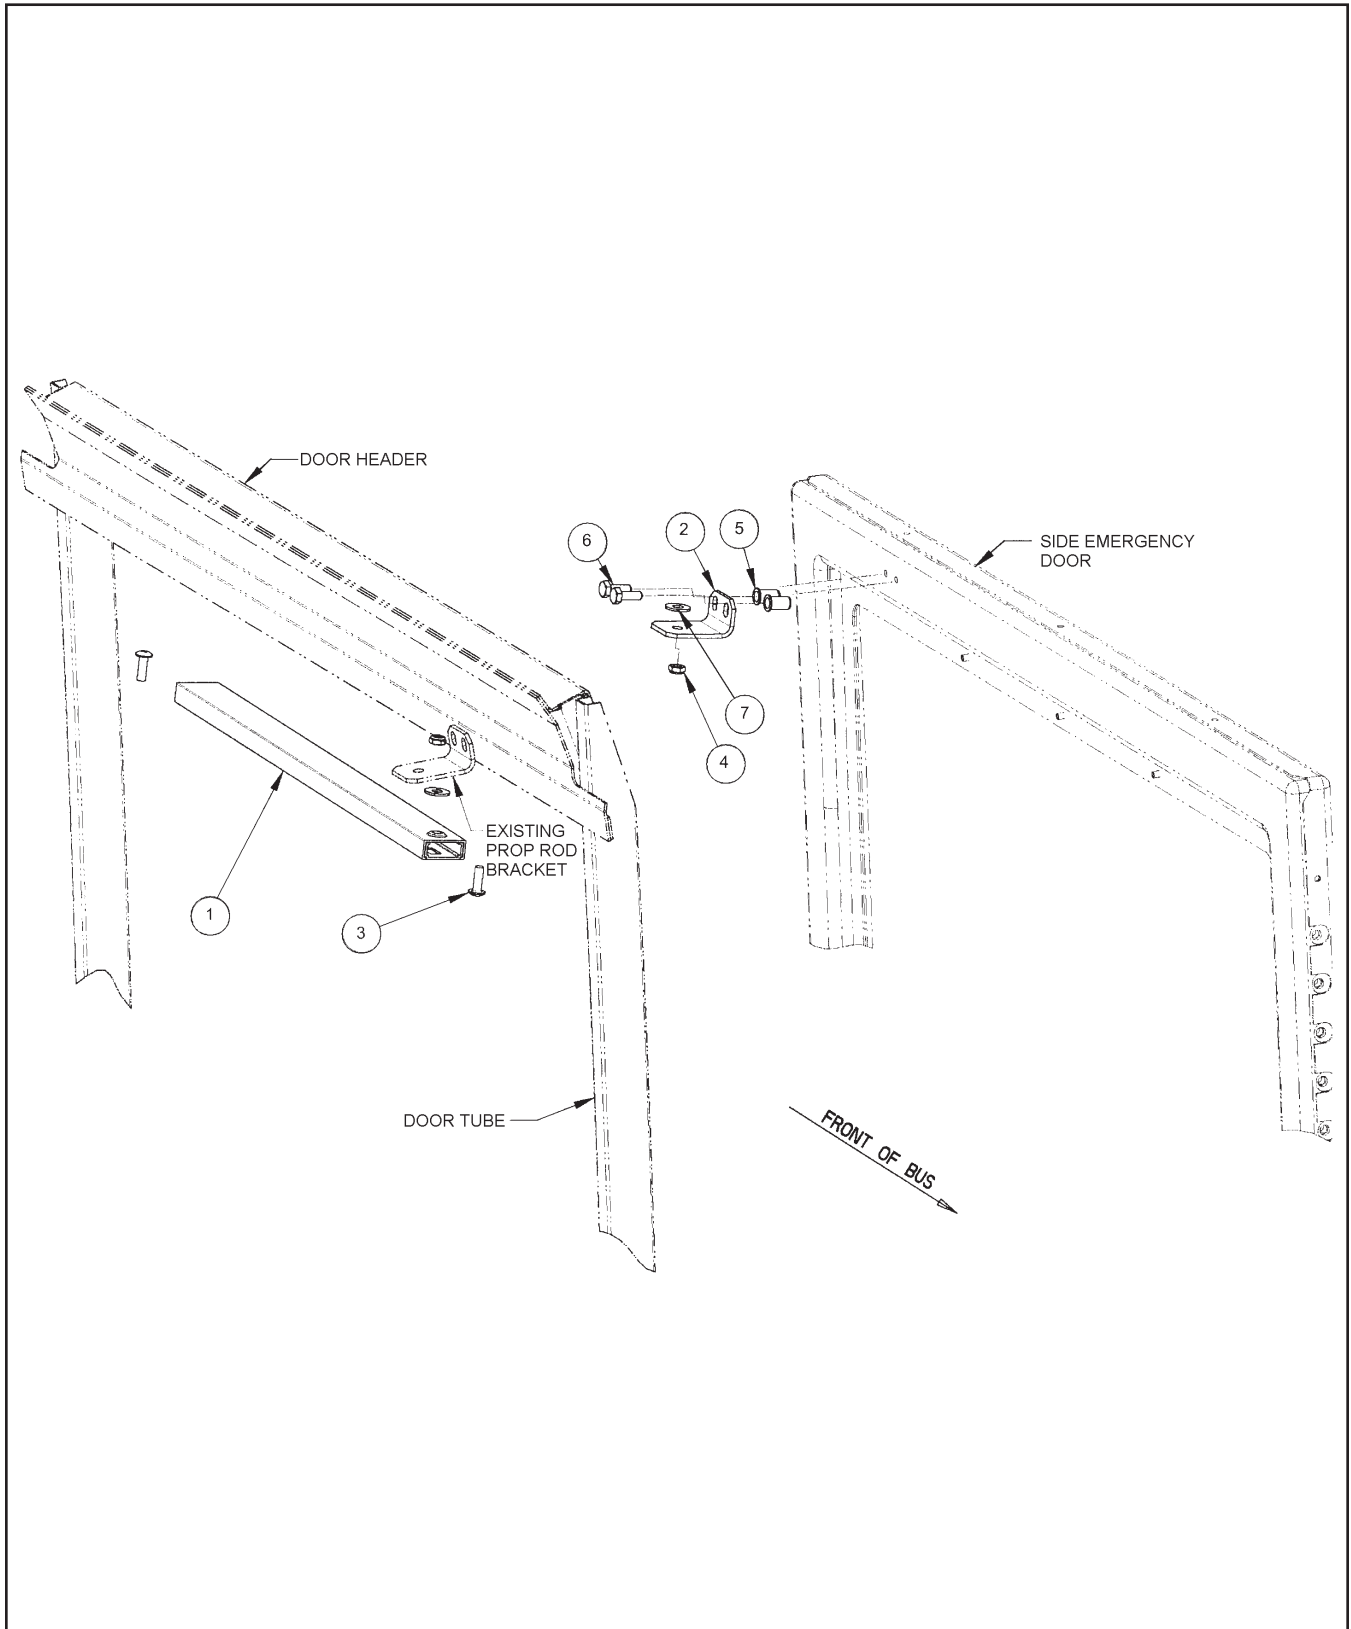 DOOR HEADER
6
2
5
SIDE EMERGENCY
DOOR
7
4
EXISTING
PROP ROD
BRACKET
1
3
DOOR TUBE
FRONT OF BUS